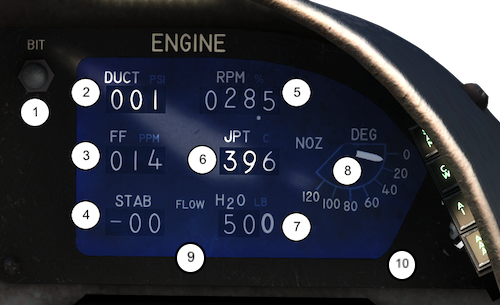 ENGINE
BIT
DUCT PSI
001
RPM %
0285
FF PPM
014
JPT C
396
NOZ
DEG
0
20
40
60
80
100
120
STAB
-00
FLOW
H2O LB
500
1
2
3
4
5
6
7
8
9
10